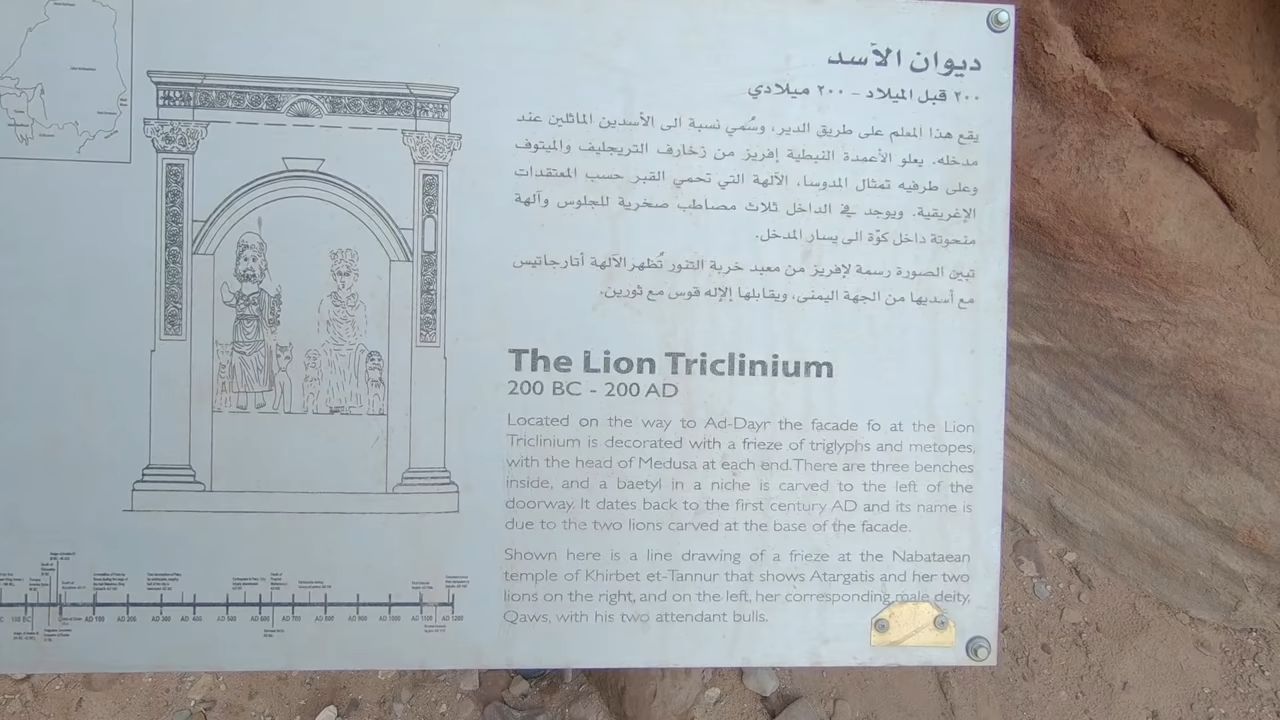 ديوان الأسد
٢٠٠ قبل الميلاد - ٢٠٠ ميلادي
يقع هذا المعلم على طريق الدير، وسُمي نسبة الى الأسدين الماثلين عند
مدخله. يعلو الأعمدة النبطية إفريز من زخارف التريجليف والميتوف
وعلى طرفيه تمثال المدوسا، الآلهة التي تحمي القبر حسب المعتقدات
الإغريقية. ويوجد في الداخل ثلاث مصاطب صخرية للجلوس وآلهة
منحوتة داخل كوّة الى يسار المدخل.
تبين الصورة رسمة لإفريز من معبد خربة التنور تُظهر الآلهة أتارجاتيس
مع أسديها من الجهة اليمنى، ويقابلها الإله قوس مع ثورين.
The Lion Triclinium
200 BC - 200 AD
Located on the way to Ad-Dayr the facade fo at the Lion
Triclinium is decorated with a frieze of triglyphs and metopes,
with the head of Medusa at each end.There are three benches
inside, and a baetyl in a niche is carved to the left of the
doorway. It dates back to the first century AD and its name is
due to the two lions carved at the base of the facade.
Shown here is a line drawing of a frieze at the Nabataean
temple of Khirbet et-Tannur that shows Atargatis and her two
lions on the right, and on the left, her corresponding male deity,
Qaws, with his two attendant bulls.
100 BC AD 100 AD 200 AD 300 AD 400 AD 500 AD 600 AD 700 AD 800 AD 900 AD 1000 AD 1100 AD 1200